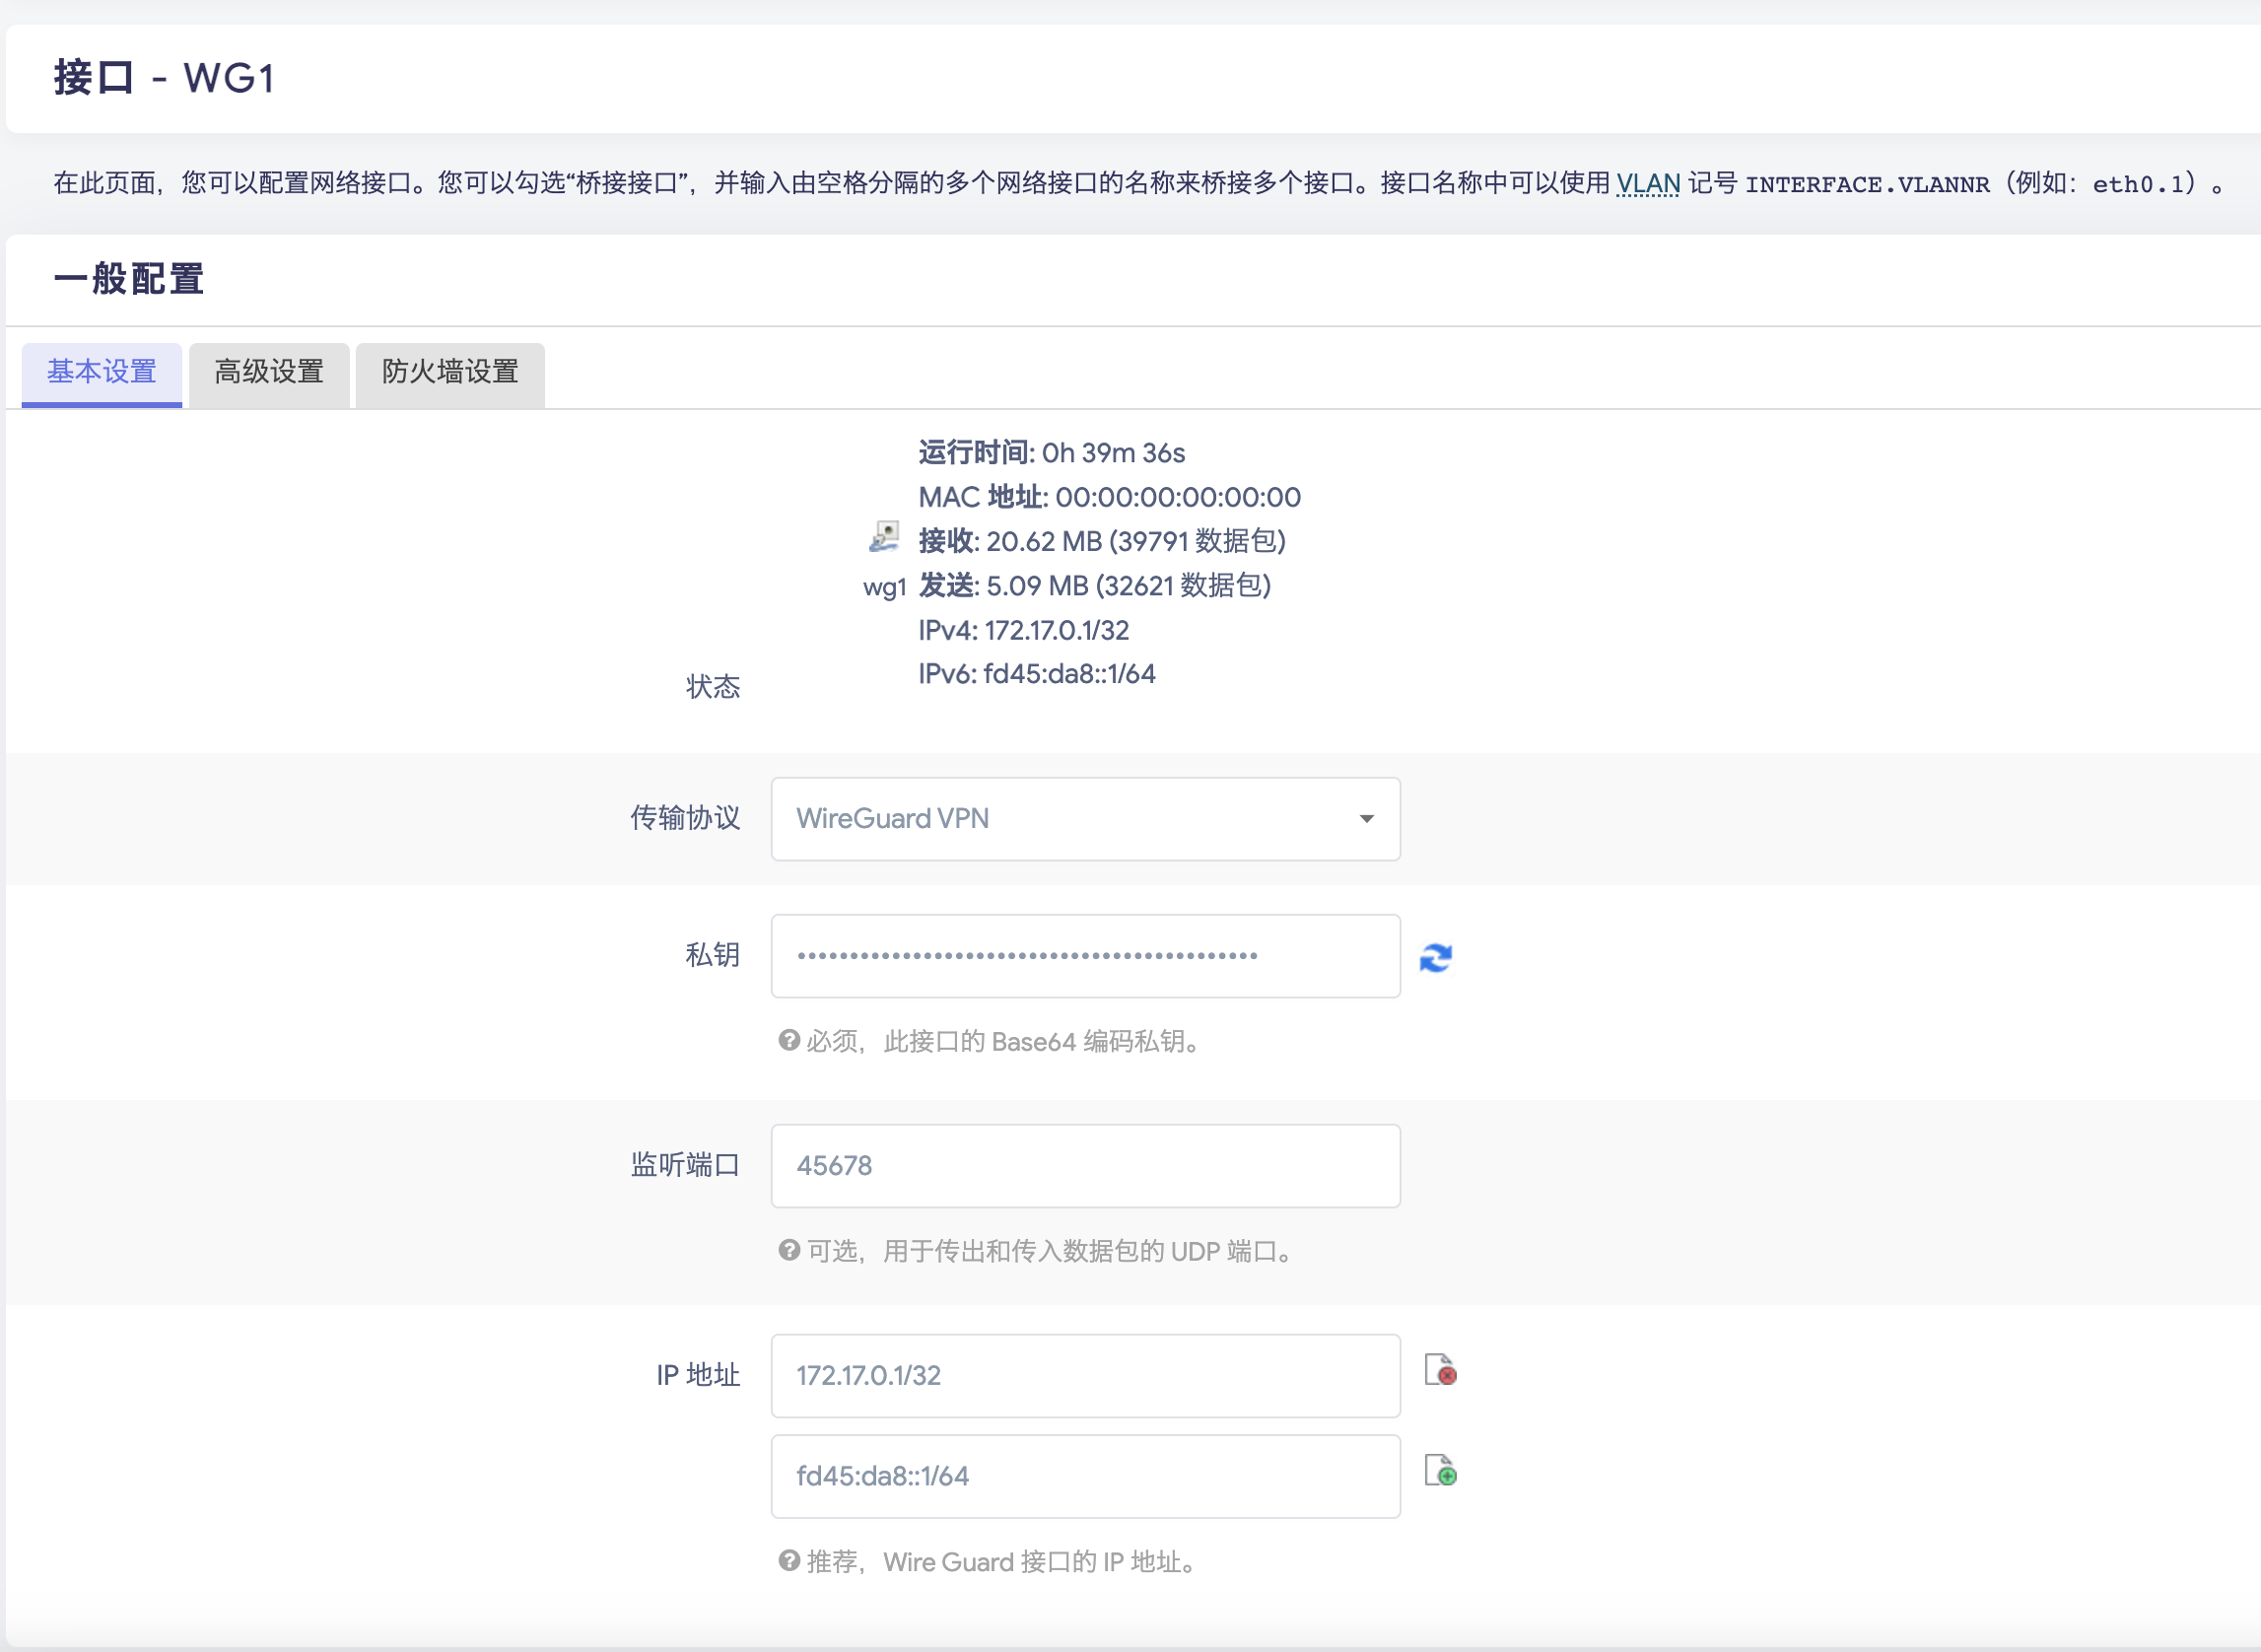 接口 - WG1
在此页面，您可以配置网络接口。您可以勾选“桥接接口”，并输入由空格分隔的多个网络接口的名称来桥接多个接口。接口名称中可以使用 VLAN 记号 INTERFACE.VLANNR（例如：eth0.1）。
一般配置
基本设置 高级设置 防火墙设置
运行时间: 0h 39m 36s
MAC 地址: 00:00:00:00:00:00
接收: 20.62 MB (39791 数据包)
wg1 发送: 5.09 MB (32621 数据包)
IPv4: 172.17.0.1/32
IPv6: fd45:da8::1/64
状态
传输协议 WireGuard VPN
私钥 ••••••••••••••••••••••••••••••••••••••••••••
必须，此接口的 Base64 编码私钥。
监听端口 45678
可选，用于传出和传入数据包的 UDP 端口。
IP 地址 172.17.0.1/32
fd45:da8::1/64
推荐，Wire Guard 接口的 IP 地址。